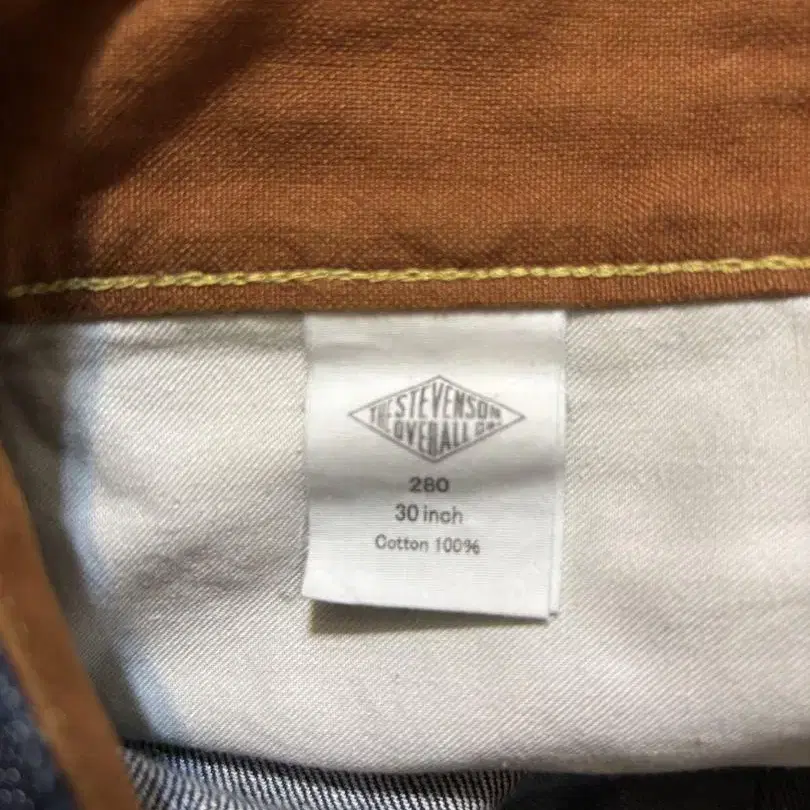 THE STEVENSON
OVERALL CO.
280
30 inch
Cotton 100%